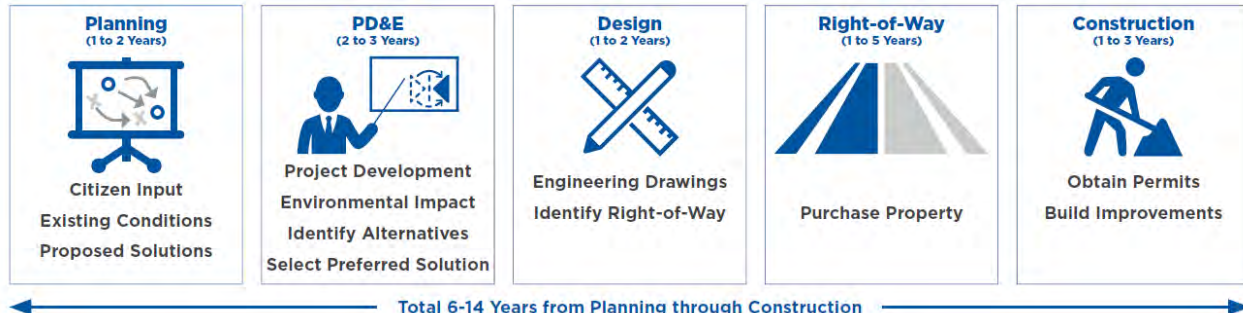 Planning
(1 to 2 Years)
Citizen Input
Existing Conditions
Proposed Solutions
PD&E
(2 to 3 Years)
Project Development
Environmental Impact
Identify Alternatives
Select Preferred Solution
Design
(1 to 2 Years)
Engineering Drawings
Identify Right-of-Way
Right-of-Way
(1 to 5 Years)
Purchase Property
Construction
(1 to 3 Years)
Obtain Permits
Build Improvements
Total 6-14 Years from Planning through Construction